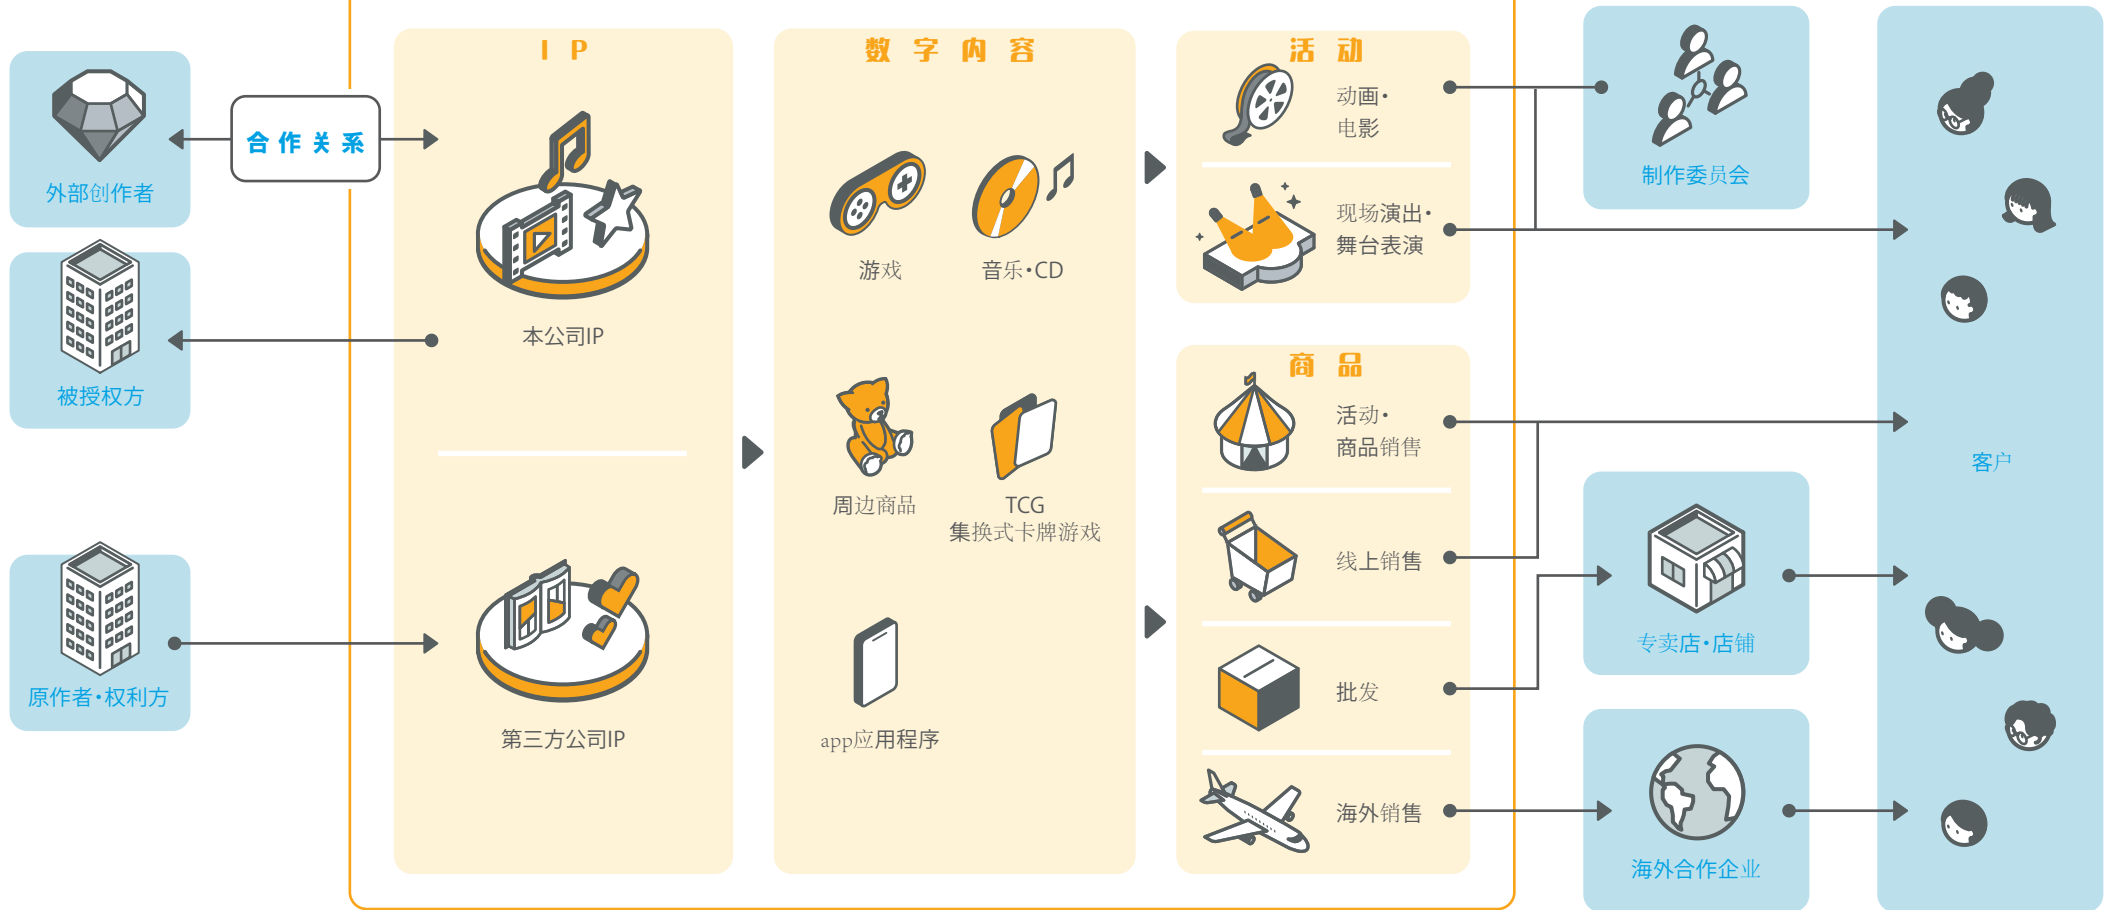 外部创作者
合作关系
被授权方
原作者·权利方
IP
本公司IP
第三方公司IP
数字内容
游戏
音乐·CD
周边商品
TCG
集换式卡牌游戏
app应用程序
活动
动画·
电影
现场演出·
舞台表演
商品
活动·
商品销售
线上销售
批发
海外销售
制作委员会
专卖店·店铺
海外合作企业
客户